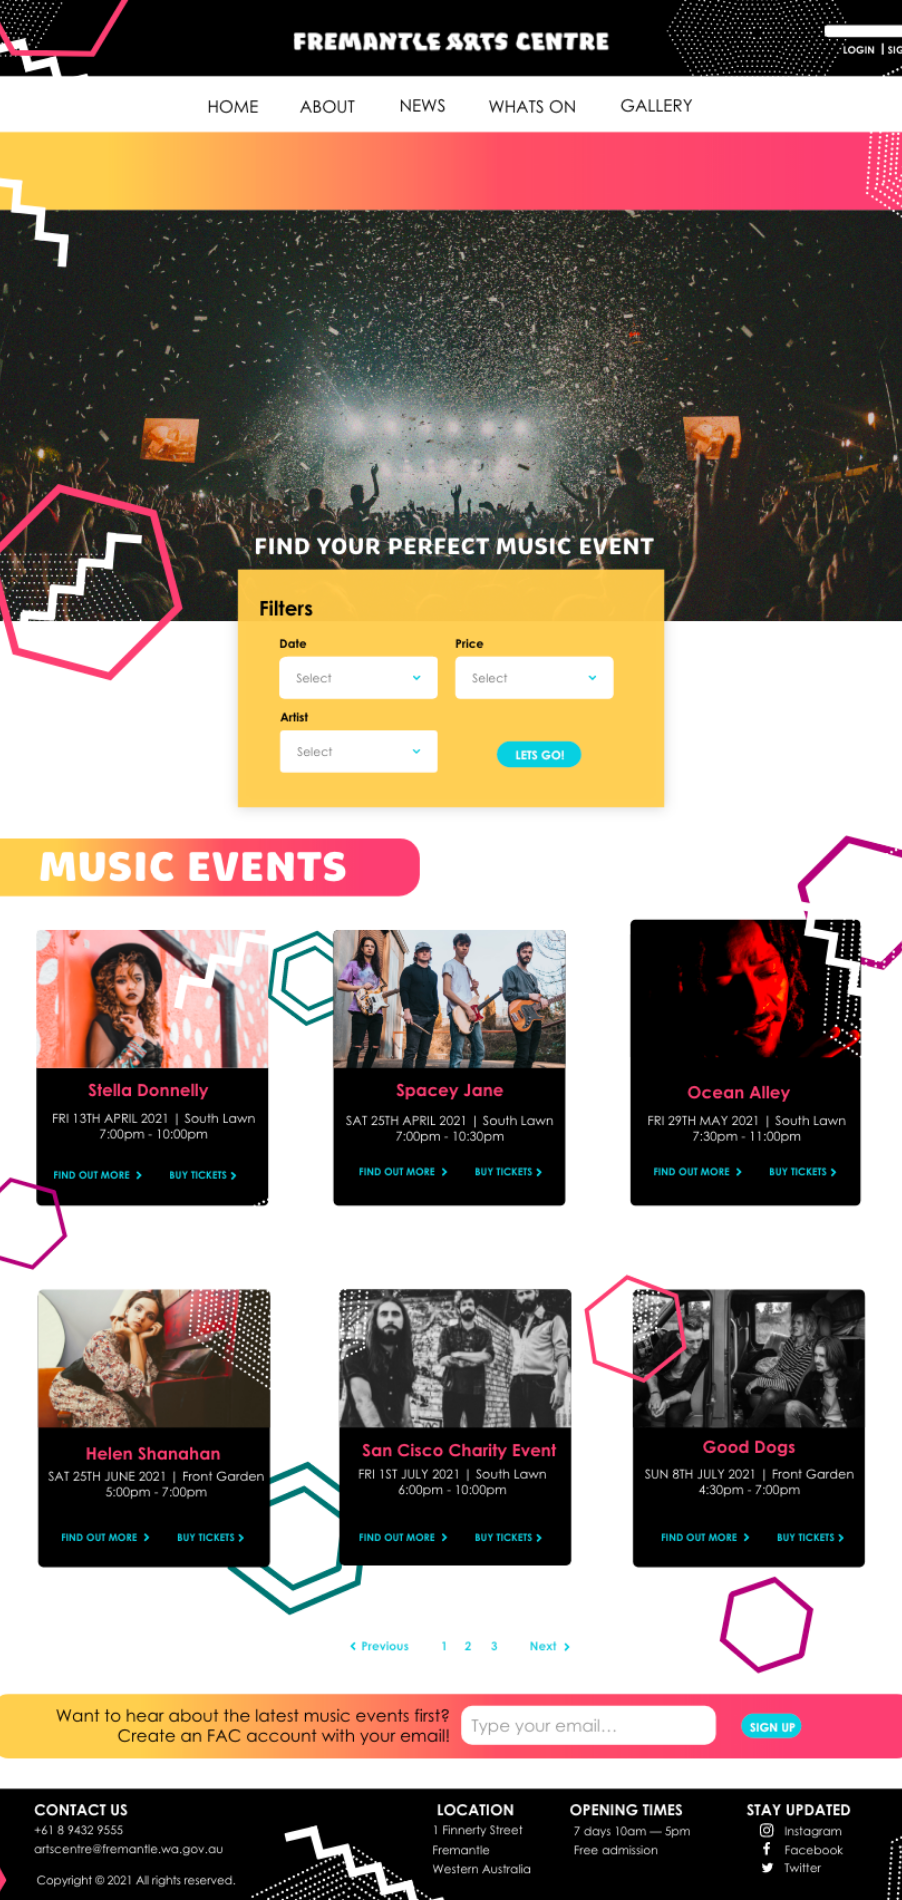 FREMANTLE ARTS CENTRE
LOGIN |
HOME ABOUT NEWS WHATS ON GALLERY
FIND YOUR PERFECT MUSIC EVENT
Filters
Date Price
Select Select
Artist
Select LETS GO!
MUSIC EVENTS
Stella Donnelly
FRI 13TH APRIL 2021 | South Lawn
7:00pm - 10:00pm
FIND OUT MORE BUY TICKETS
Spacey Jane
SAT 25TH APRIL 2021 | South Lawn
7:00pm - 10:30pm
FIND OUT MORE BUY TICKETS
Ocean Alley
FRI 29TH MAY 2021 | South Lawn
7:30pm - 11:00pm
FIND OUT MORE BUY TICKETS
Helen Shanahan
SAT 25TH JUNE 2021 | Front Garden
5:00pm - 7:00pm
FIND OUT MORE BUY TICKETS
San Cisco Charity Event
FRI 1ST JULY 2021 | South Lawn
6:00pm - 10:00pm
FIND OUT MORE BUY TICKETS
Good Dogs
SUN 8TH JULY 2021 | Front Garden
4:30pm - 7:00pm
FIND OUT MORE BUY TICKETS
Previous 1 2 3 Next
Want to hear about the latest music events first?
Create an FAC account with your email!
Type your email...
SIGN UP
CONTACT US
+61 8 9432 9555
artscentre@fremantle.wa.gov.au
Copyright © 2021 All rights reserved.
LOCATION
1 Finnerty Street
Fremantle
Western Australia
OPENING TIMES
7 days 10am — 5pm
Free admission
STAY UPDATED
Instagram
Facebook
Twitter